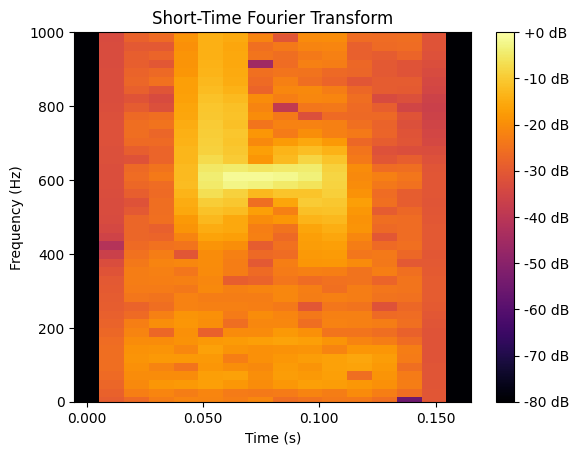 Short-Time Fourier Transform
1000
800
600
400
200
0
Frequency (Hz)
0.000
0.050
0.100
0.150
Time (s)
+0 dB
-10 dB
-20 dB
-30 dB
-40 dB
-50 dB
-60 dB
-70 dB
-80 dB